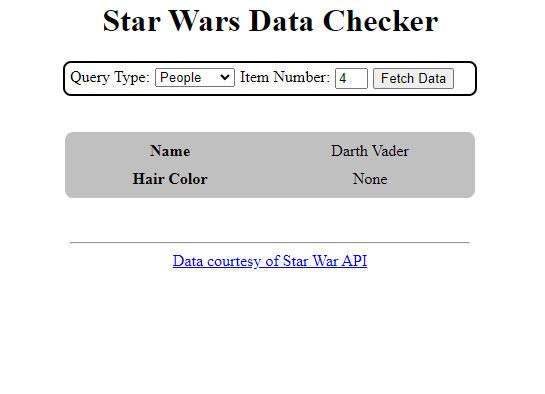 Star Wars Data Checker
Query Type: People Item Number: 4 Fetch Data
Name Darth Vader
Hair Color None
Data courtesy of Star War API